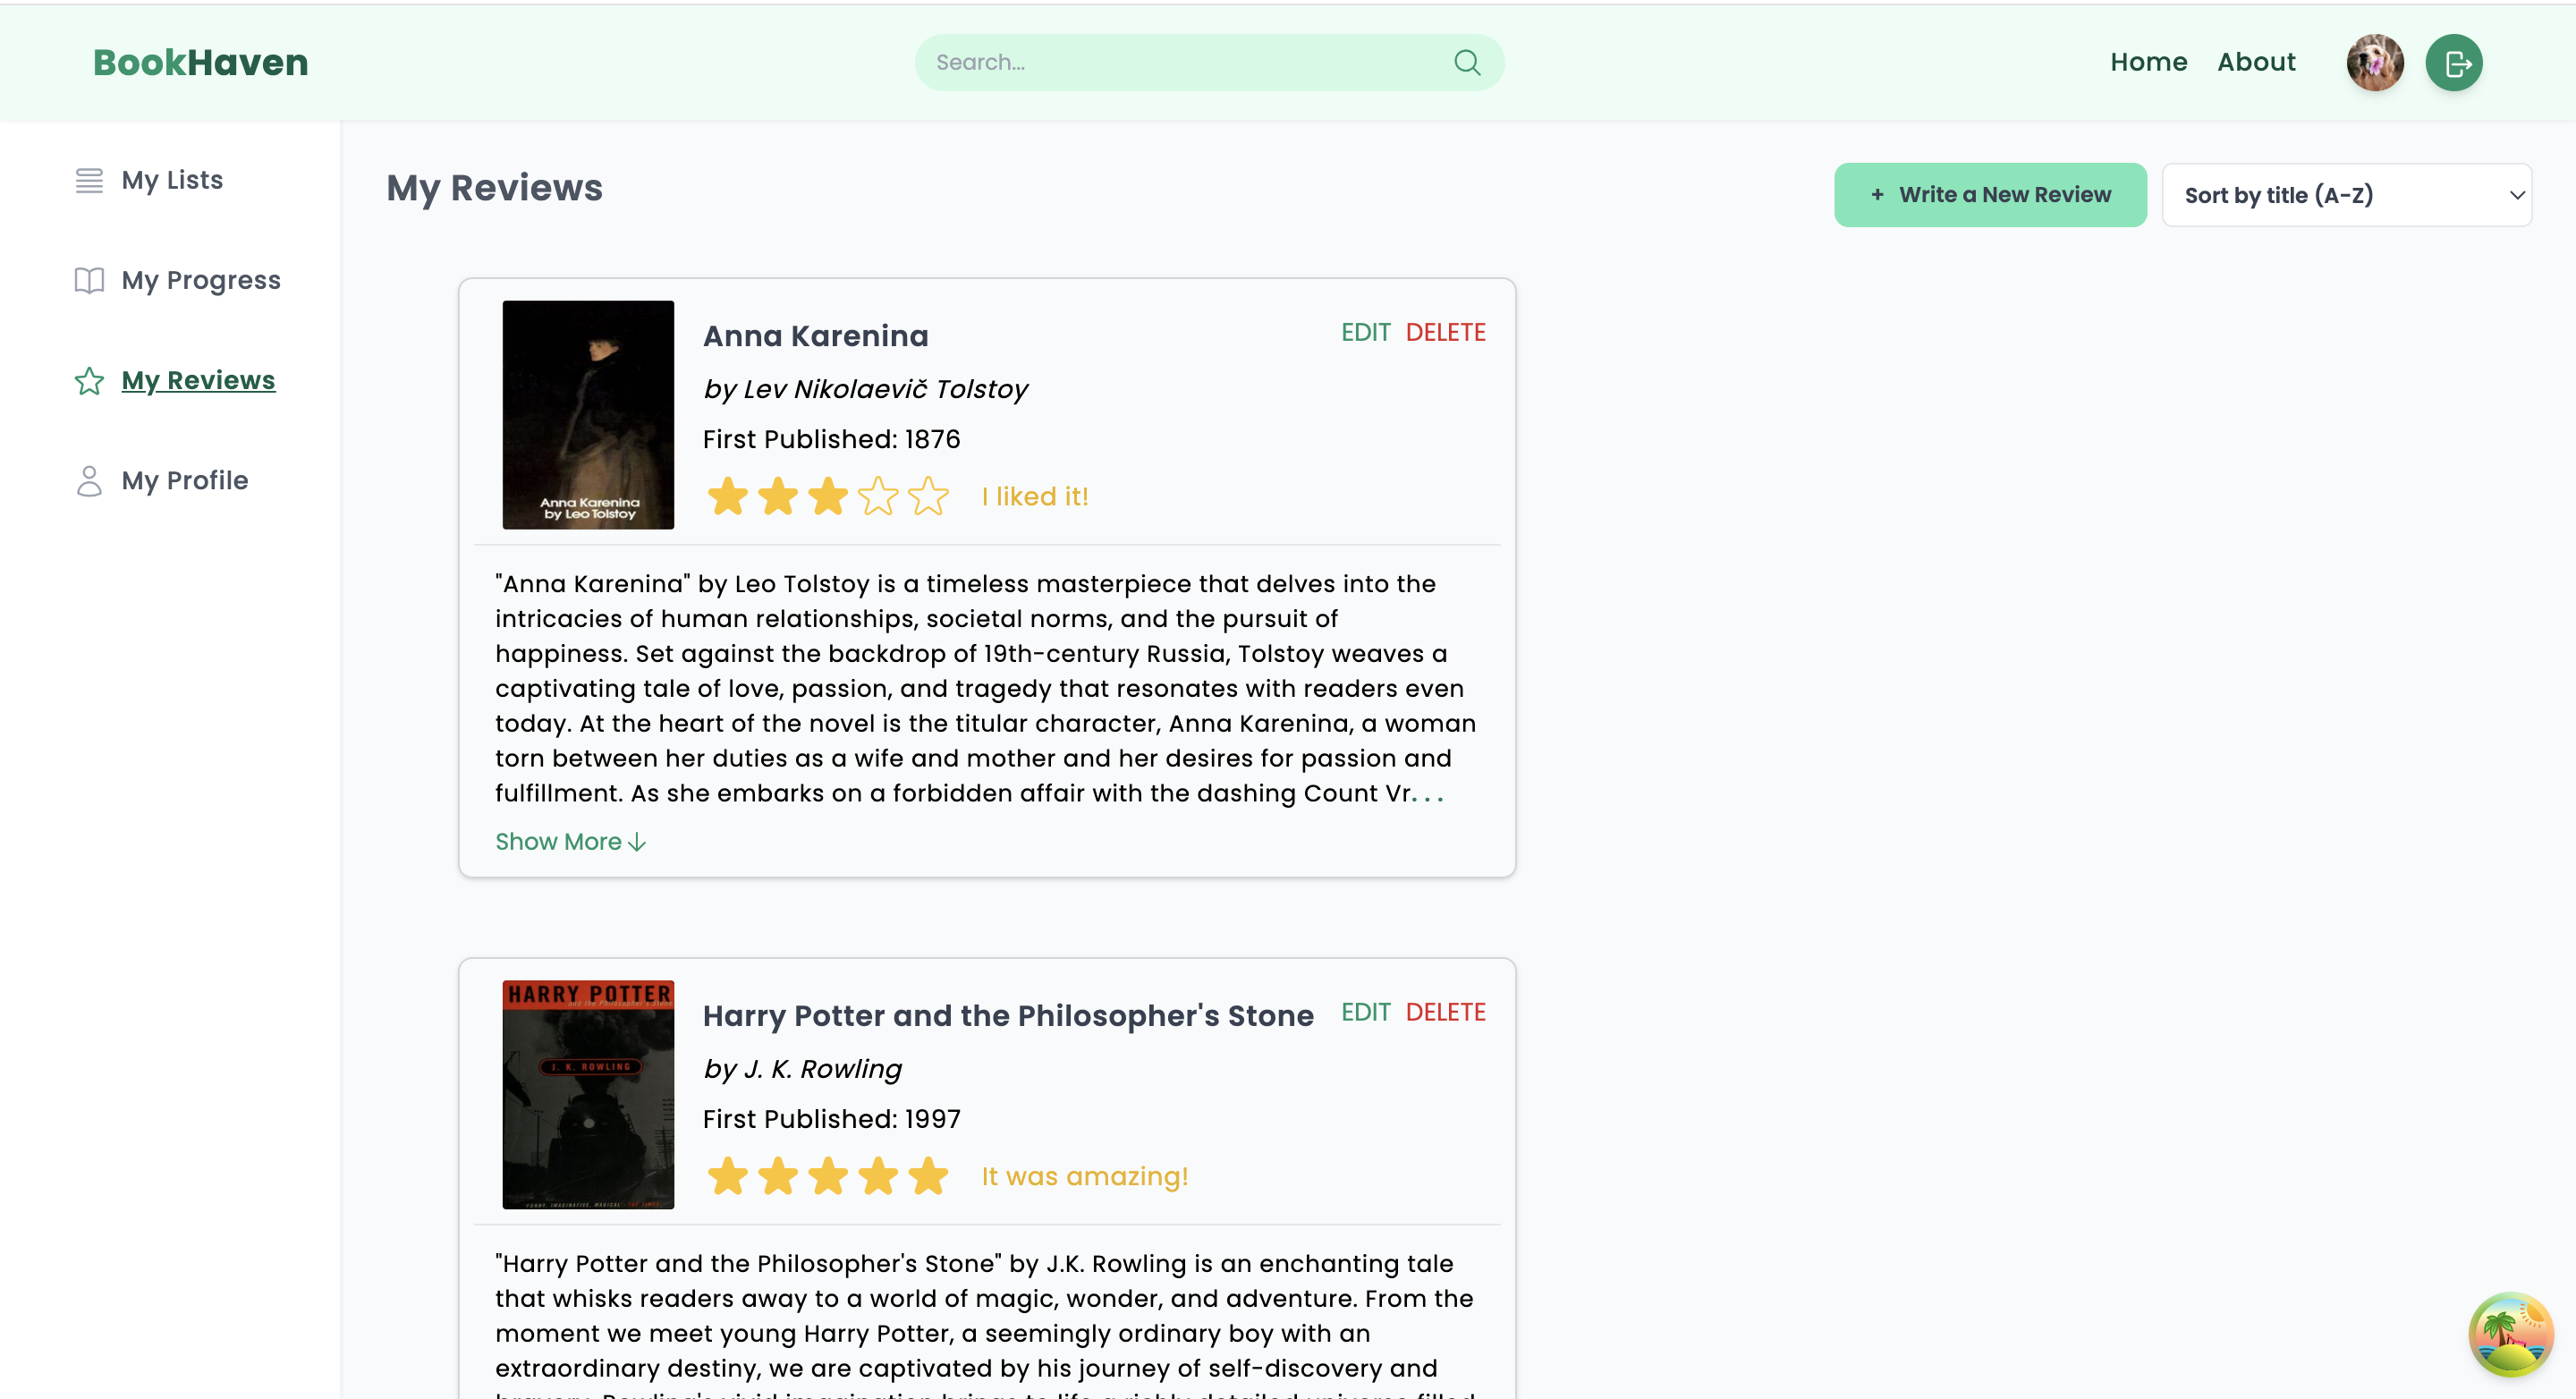 BookHaven
Search...
Home
About
My Lists
My Progress
My Reviews
My Profile
My Reviews
+ Write a New Review
Sort by title (A-Z)
Anna Karenina
by Leo Tolstoy
Anna Karenina
EDIT DELETE
by Lev Nikolaevič Tolstoy
First Published: 1876
I liked it!
"Anna Karenina" by Leo Tolstoy is a timeless masterpiece that delves into the
intricacies of human relationships, societal norms, and the pursuit of
happiness. Set against the backdrop of 19th-century Russia, Tolstoy weaves a
captivating tale of love, passion, and tragedy that resonates with readers even
today. At the heart of the novel is the titular character, Anna Karenina, a woman
torn between her duties as a wife and mother and her desires for passion and
fulfillment. As she embarks on a forbidden affair with the dashing Count Vr...
Show More
HARRY POTTER
and the Philosopher's Stone
J. K. ROWLING
Harry Potter and the Philosopher's Stone
EDIT DELETE
by J. K. Rowling
First Published: 1997
It was amazing!
"Harry Potter and the Philosopher's Stone" by J.K. Rowling is an enchanting tale
that whisks readers away to a world of magic, wonder, and adventure. From the
moment we meet young Harry Potter, a seemingly ordinary boy with an
extraordinary destiny, we are captivated by his journey of self-discovery and